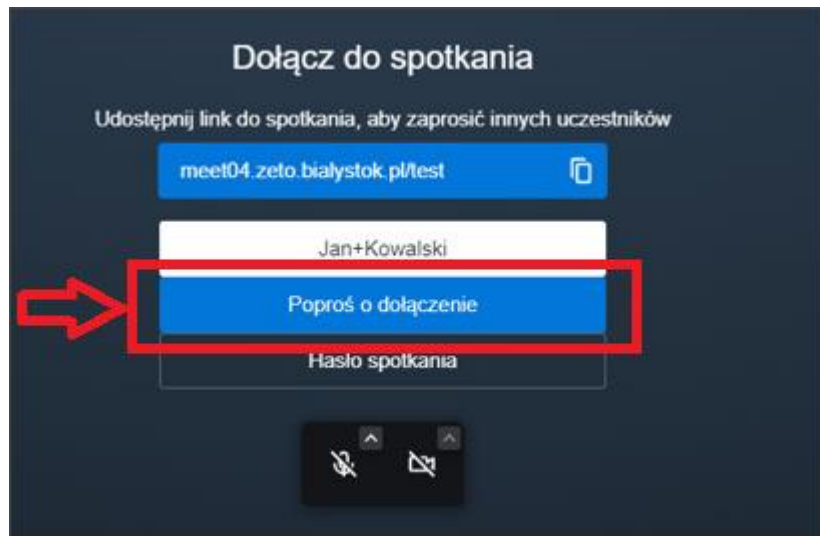 Dołącz do spotkania
Udostępnij link do spotkania, aby zaprosić innych uczestników
meet04.zeto.bialystok.pl/test
Jan+Kowalski
Poproś o dołączenie
Hasło spotkania